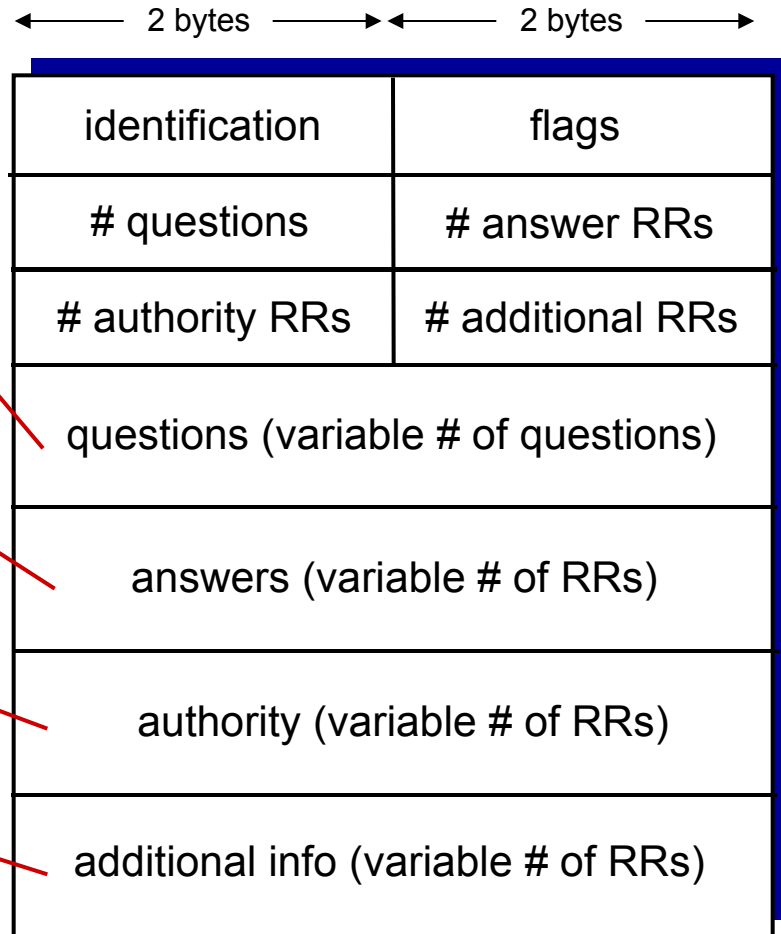 2 bytes 2 bytes
identification flags
# questions # answer RRs
# authority RRs # additional RRs
questions (variable # of questions)
answers (variable # of RRs)
authority (variable # of RRs)
additional info (variable # of RRs)